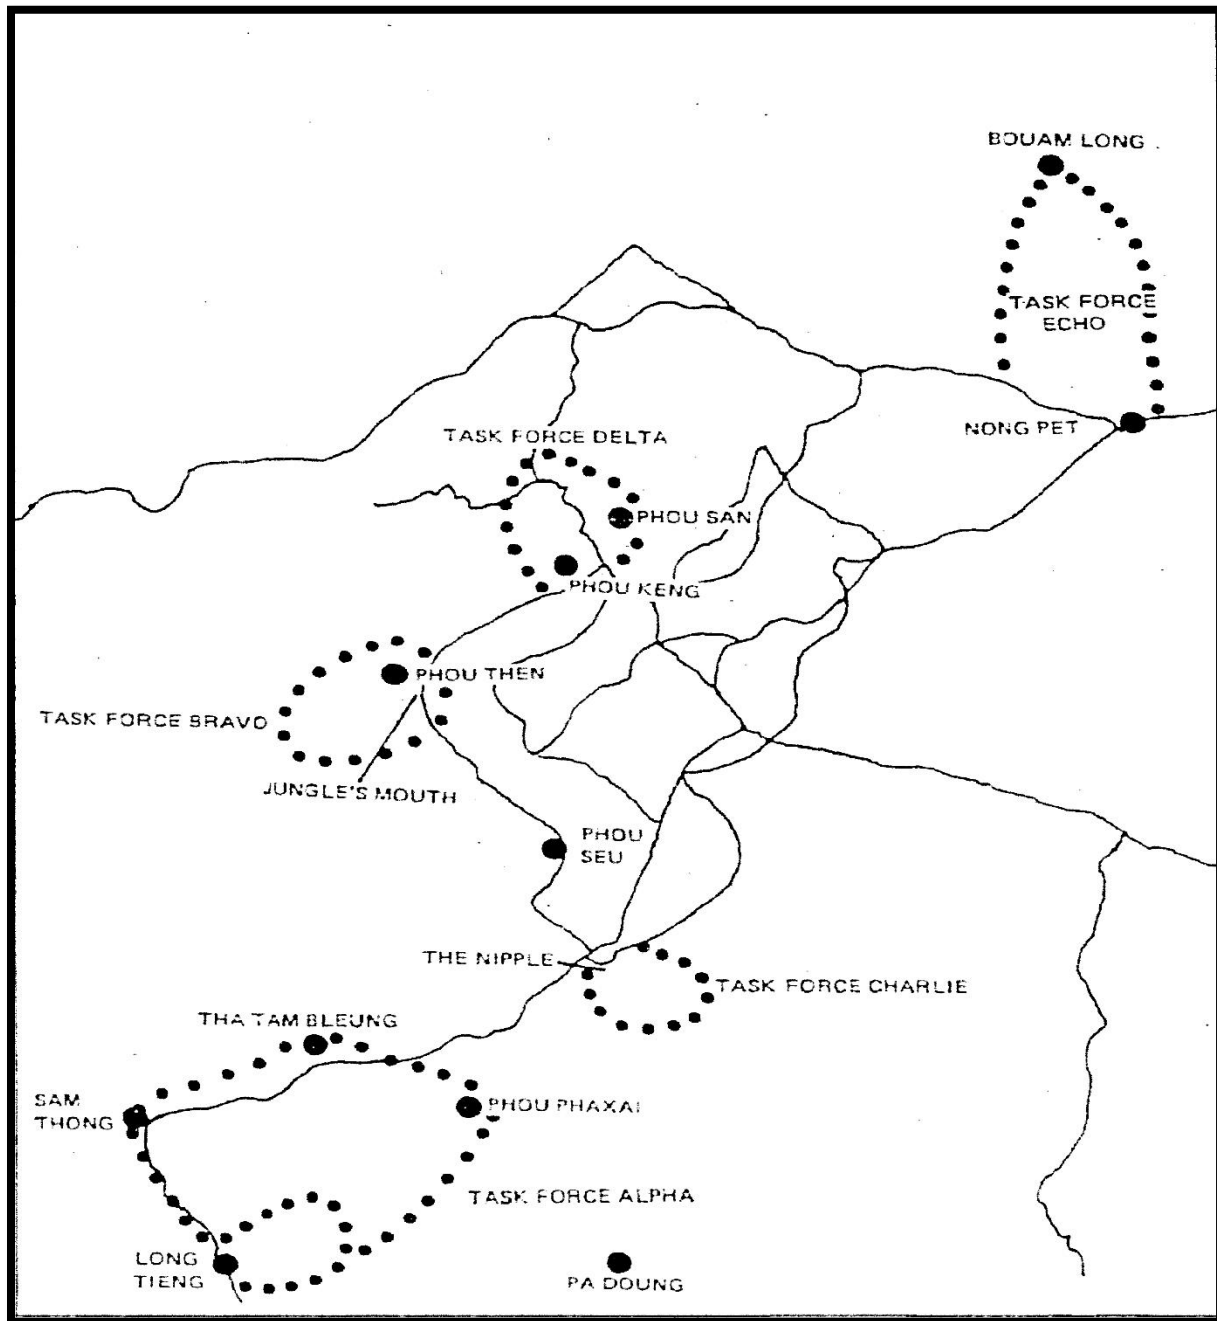 BOUAM LONG
TASK FORCE
ECHO
NONG PET
TASK FORCE DELTA
PHOU SAN
PHOU KENG
PHOU THEN
TASK FORCE BRAVO
JUNGLE'S MOUTH
PHOU
SEU
THE NIPPLE
TASK FORCE CHARLIE
THA TAM BLEUNG
SAM
THONG
PHOU PHAXAI
TASK FORCE ALPHA
LONG
TIENG
PA DOUNG